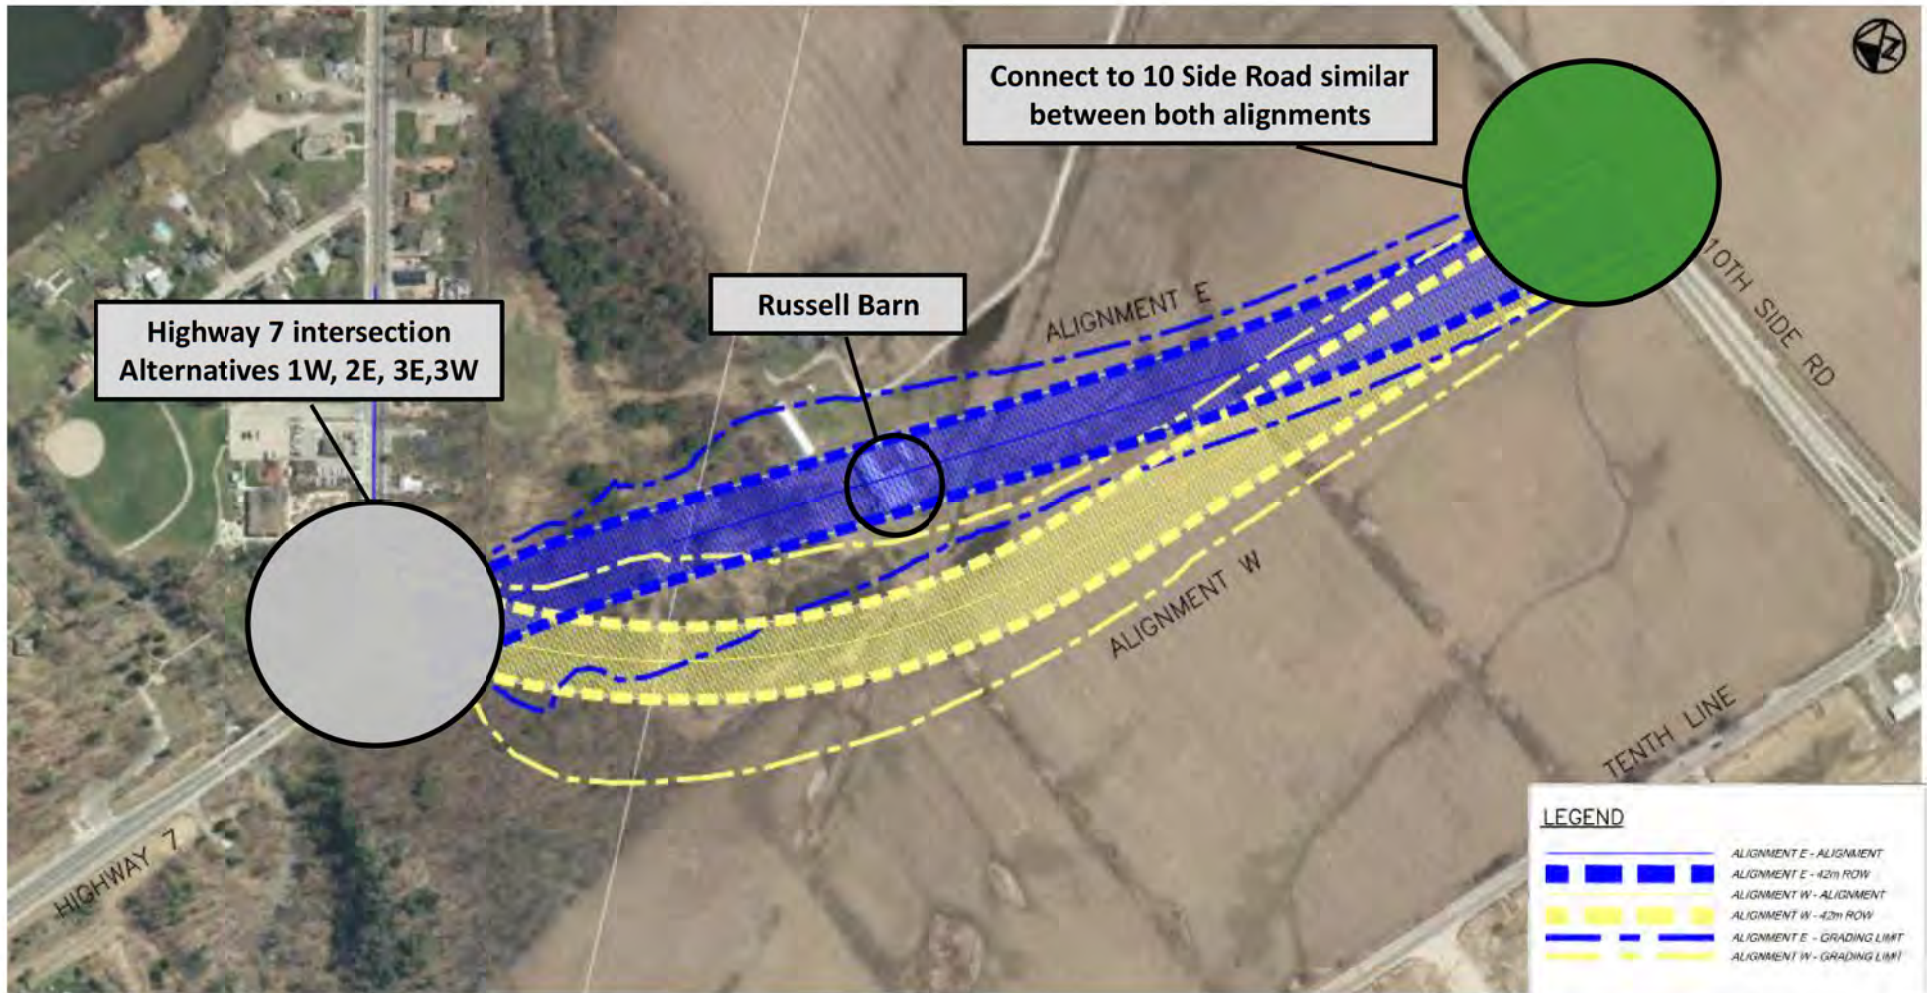 Connect to 10 Side Road similar
between both alignments
Russell Barn
Highway 7 intersection
Alternatives 1W, 2E, 3E,3W
ALIGNMENT E
10TH SIDE RD
ALIGNMENT W
TENTH LINE
HIGHWAY 7
LEGEND
ALIGNMENT E - ALIGNMENT
ALIGNMENT E - 42m ROW
ALIGNMENT W - ALIGNMENT
ALIGNMENT W - 42m ROW
ALIGNMENT E - GRADING LIMIT
ALIGNMENT W - GRADING LIMIT